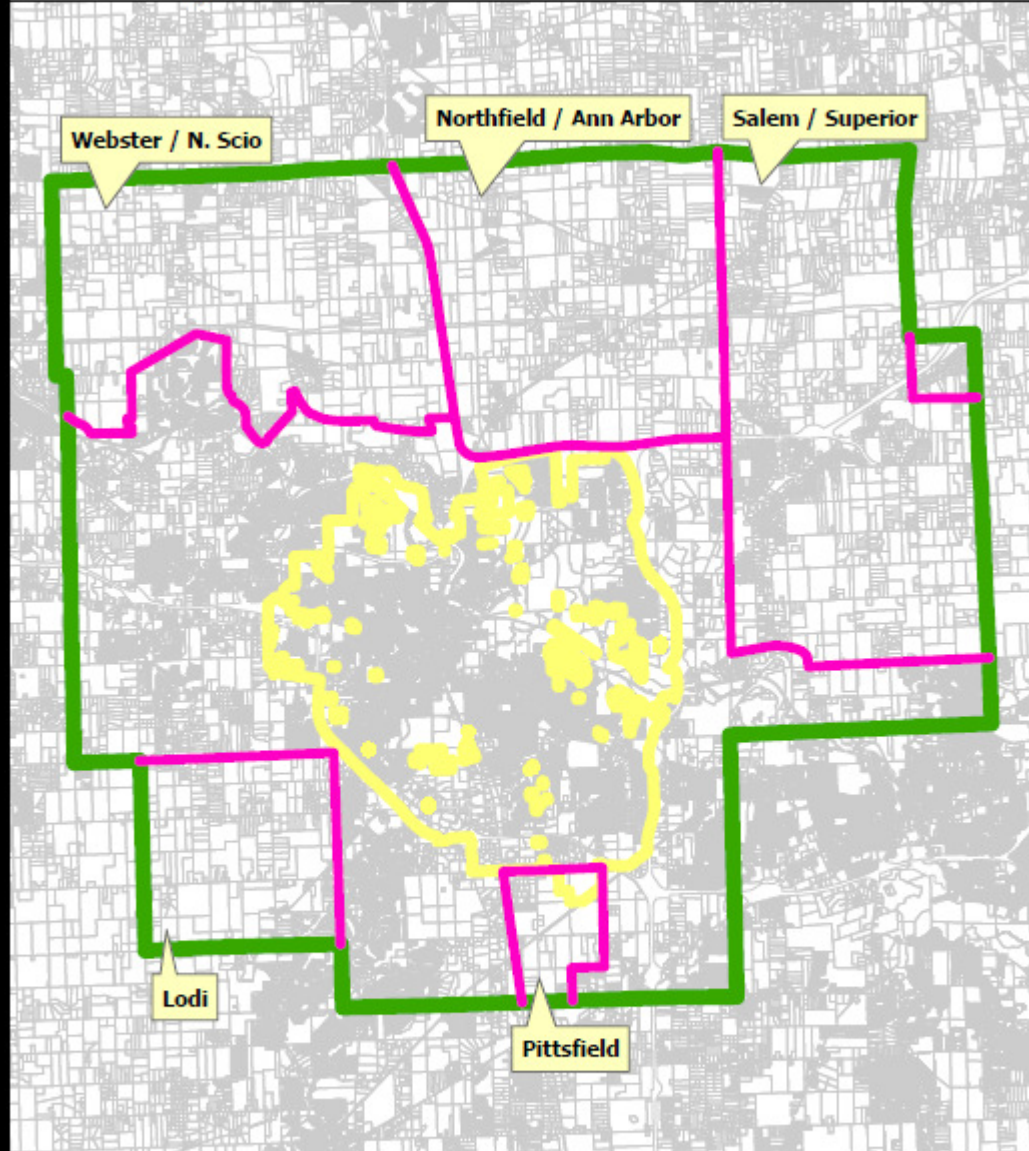 Webster / N. Scio
Northfield / Ann Arbor
Salem / Superior
Lodi
Pittsfield